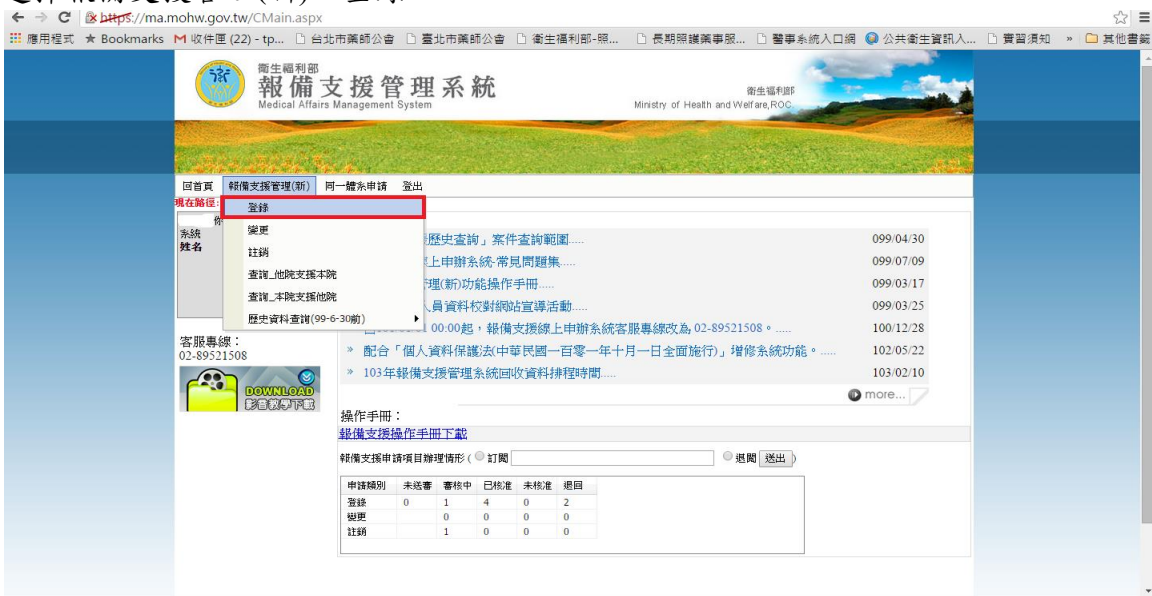 https://ma.mohw.gov.tw/CMain.aspx
應用程式 Bookmarks 收件匣 (22) - tp... 台北市藥師公會 臺北市藥師公會 衛生福利部-照... 長期照護藥事服... 醫事系統入口網 公共衛生資訊入... 實習須知 » 其他書籤
衛生福利部
報備支援管理系統
Medical Affairs Management System
衛生福利部
Ministry of Health and Welfare,ROC.
回首頁 報備支援管理(新) 同一體系申請 登出
現在路徑:
登錄
變更
註銷
查詢_他院支援本院
查詢_本院支援他院
歷史資料查詢(99-6-30前)
系統
姓名
歷史查詢」案件查詢範圍..... 099/04/30
上申辦系統-常見問題集..... 099/07/09
理(新)功能操作手冊..... 099/03/17
人員資料校對網站宣導活動..... 099/03/25
00:00起，報備支援線上申辦系統客服專線改為 02-89521508。..... 100/12/28
» 配合「個人資料保護法(中華民國一百零一年十月一日全面施行)」增修系統功能。..... 102/05/22
» 103年報備支援管理系統回收資料排程時間..... 103/02/10
more...
客服專線：
02-89521508
DOWNLOAD
影音教學下載
操作手冊：
報備支援操作手冊下載
報備支援申請項目辦理情形 ( 訂閱 退閱 送出 )
申請類別 未送審 審核中 已核准 未核准 退回
登錄 0 1 4 0 2
變更 0 0 0 0
註銷 1 0 0 0